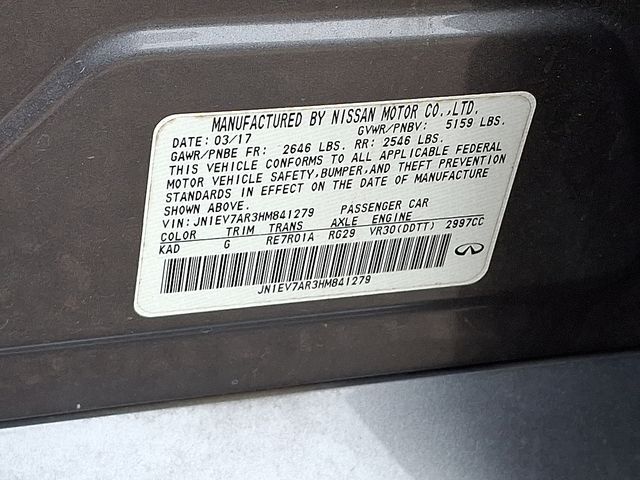 MANUFACTURED BY NISSAN MOTOR CO.,LTD.
DATE: 03/17 GVWR/PNBV: 5159 LBS.
GAWR/PNBE FR: 2646 LBS. RR: 2546 LBS.
THIS VEHICLE CONFORMS TO ALL APPLICABLE FEDERAL
MOTOR VEHICLE SAFETY,BUMPER,AND THEFT PREVENTION
STANDARDS IN EFFECT ON THE DATE OF MANUFACTURE
SHOWN ABOVE.
VIN: JN1EV7AR3HM841279 PASSENGER CAR
COLOR TRIM TRANS AXLE ENGINE
KAD G RE7R01A RG29 VR30(DDTT) 2997CC
JN1EV7AR3HM841279